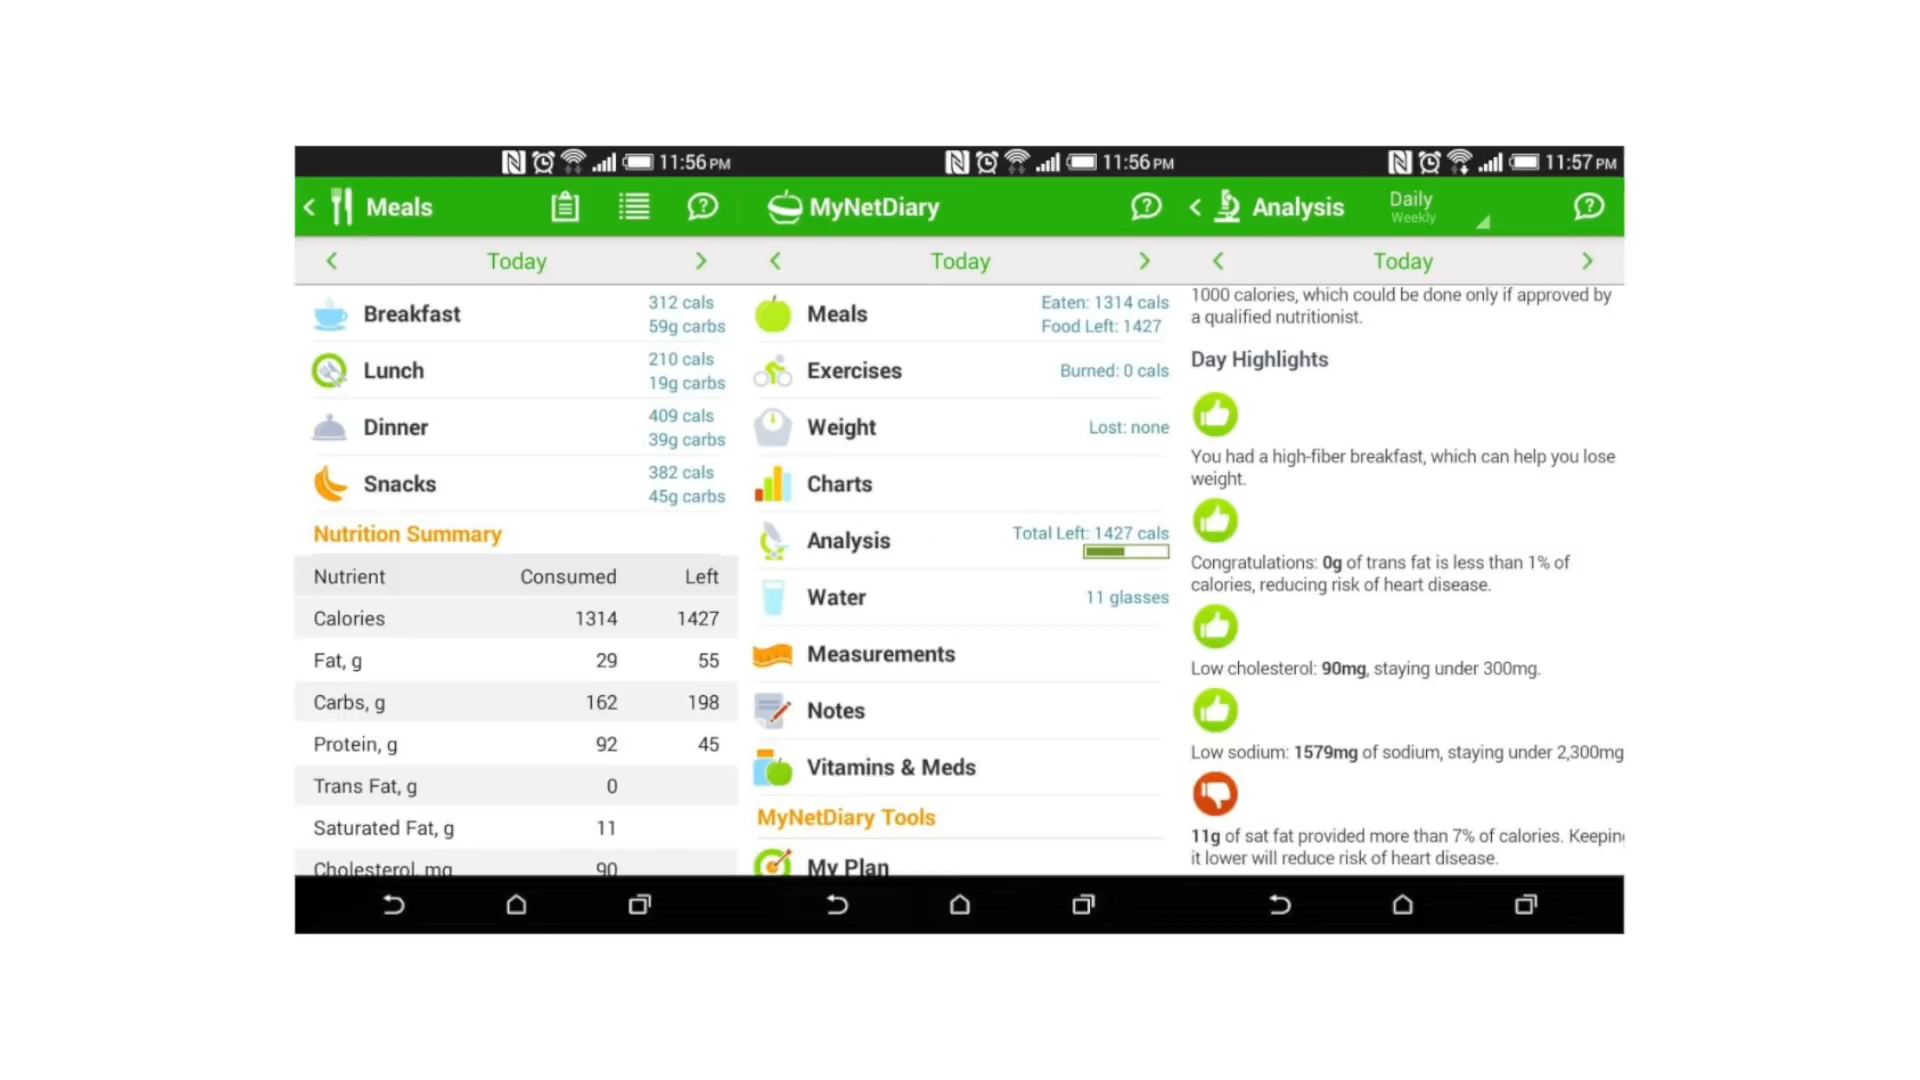 11:56 PM
Meals
Today
Breakfast
312 cals
59g carbs
Lunch
210 cals
19g carbs
Dinner
409 cals
39g carbs
Snacks
382 cals
45g carbs
Nutrition Summary
Nutrient Consumed Left
Calories 1314 1427
Fat, g 29 55
Carbs, g 162 198
Protein, g 92 45
Trans Fat, g 0
Saturated Fat, g 11
Cholesterol, mg 90
11:56 PM
MyNetDiary
Today
Meals
Eaten: 1314 cals
Food Left: 1427
Exercises Burned: 0 cals
Weight Lost: none
Charts
Analysis Total Left: 1427 cals
Water 11 glasses
Measurements
Notes
Vitamins & Meds
MyNetDiary Tools
My Plan
11:57 PM
Analysis
Daily
Weekly
Today
1000 calories, which could be done only if approved by
a qualified nutritionist.
Day Highlights
You had a high-fiber breakfast, which can help you lose
weight.
Congratulations: 0g of trans fat is less than 1% of
calories, reducing risk of heart disease.
Low cholesterol: 90mg, staying under 300mg.
Low sodium: 1579mg of sodium, staying under 2,300mg
11g of sat fat provided more than 7% of calories. Keeping
it lower will reduce risk of heart disease.